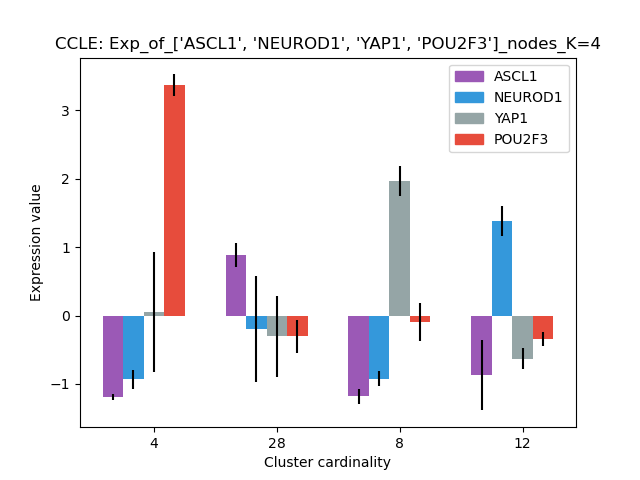 CCLE: Exp_of_['ASCL1', 'NEUROD1', 'YAP1', 'POU2F3']_nodes_K=4
ASCL1
NEUROD1
YAP1
POU2F3
Expression value
3
2
1
0
−1
4
28
8
12
Cluster cardinality